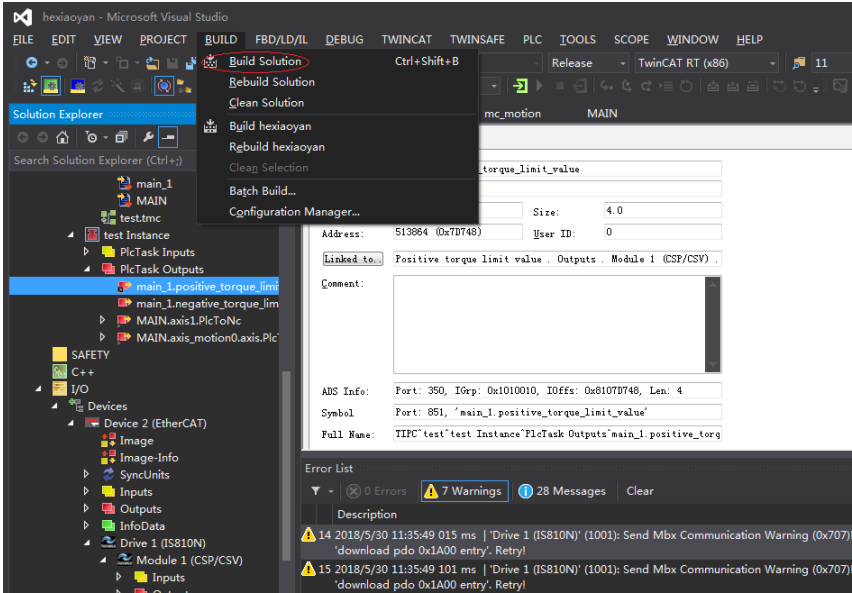 hexiaoyan - Microsoft Visual Studio
FILE EDIT VIEW PROJECT BUILD FBD/LD/IL DEBUG TWINCAT TWINSAFE PLC TOOLS SCOPE WINDOW HELP
Build Solution Ctrl+Shift+B
Release TwinCAT RT (x86) 11
Rebuild Solution
Clean Solution
Solution Explorer
mc_motion MAIN
Build hexiaoyan
Rebuild hexiaoyan
Search Solution Explorer (Ctrl+;)
Clean Selection
_torque_limit_value
main_1
Batch Build...
MAIN
Configuration Manager...
Size: 4.0
test.tmc
test Instance
Address: 513864 (0x7D748) User ID: 0
PlcTask Inputs
Linked to.. Positive torque limit value . Outputs . Module 1 (CSP/CSV) .
PlcTask Outputs
main_1.positive_torque_limi
Comment:
main_1.negative_torque_lim
MAIN.axis1.PlcToNc
MAIN.axis_motion0.axis.Plc
SAFETY
C++
I/O
ADS Info: Port: 350, IGrp: 0x1010010, IOffs: 0x8107D748, Len: 4
Devices
Symbol Port: 851, 'main_1.positive_torque_limit_value'
Device 2 (EtherCAT)
Full Name: TIPC^test^test Instance^PlcTask Outputs^main_1.positive_torq
Image
Image-Info
Error List
SyncUnits
Inputs
0 Errors 7 Warnings 28 Messages Clear
Outputs
Description
InfoData
14 2018/5/30 11:35:49 015 ms | 'Drive 1 (IS810N)' (1001): Send Mbx Communication Warning (0x707)!
Drive 1 (IS810N)
'download pdo 0x1A00 entry'. Retry!
Module 1 (CSP/CSV)
15 2018/5/30 11:35:49 101 ms | 'Drive 1 (IS810N)' (1001): Send Mbx Communication Warning (0x707)!
Inputs
'download pdo 0x1A00 entry'. Retry!